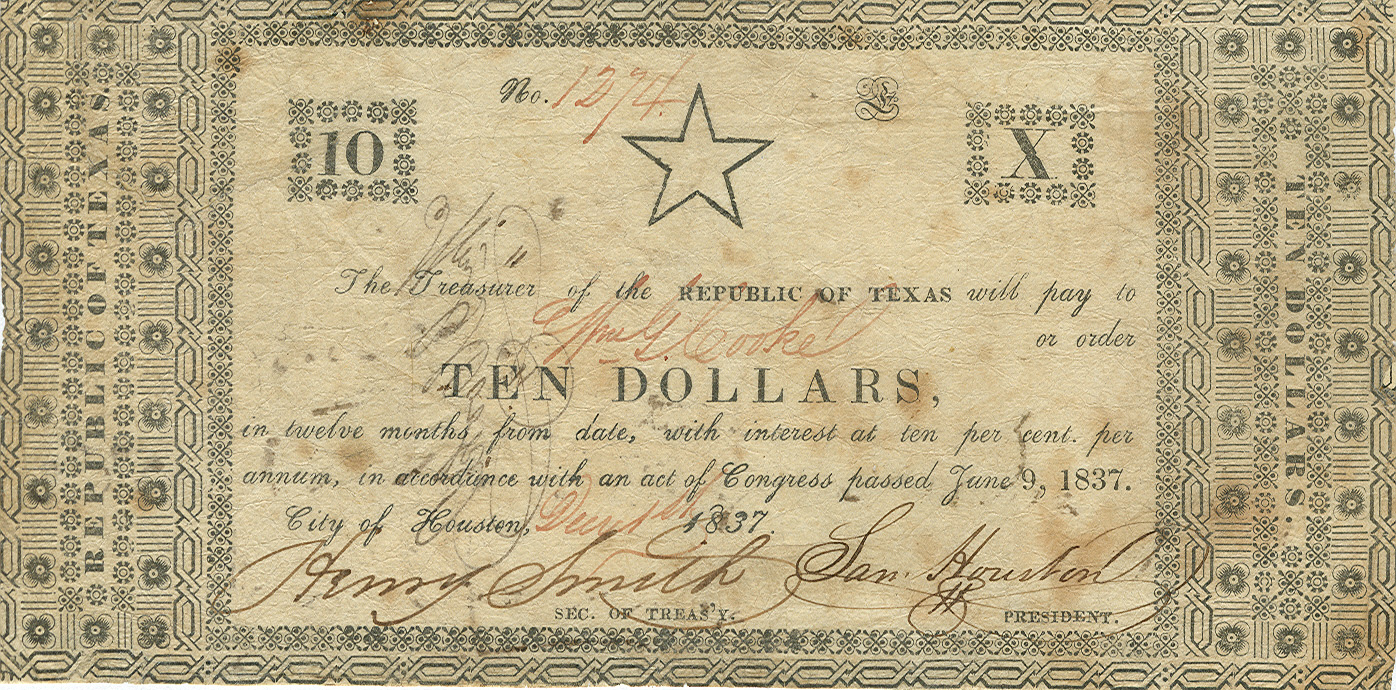 No. 1274.
10
X
REPUBLIC OF TEXAS.
The Treasurer of the REPUBLIC OF TEXAS will pay to
Wm G Cooke or order
TEN DOLLARS,
in twelve months from date, with interest at ten per cent. per
annum, in accordance with an act of Congress passed June 9, 1837.
City of Houston, 1837.
Henry Smith Sam Houston
SEC. OF TREAS'Y. PRESIDENT.
TEN DOLLARS.